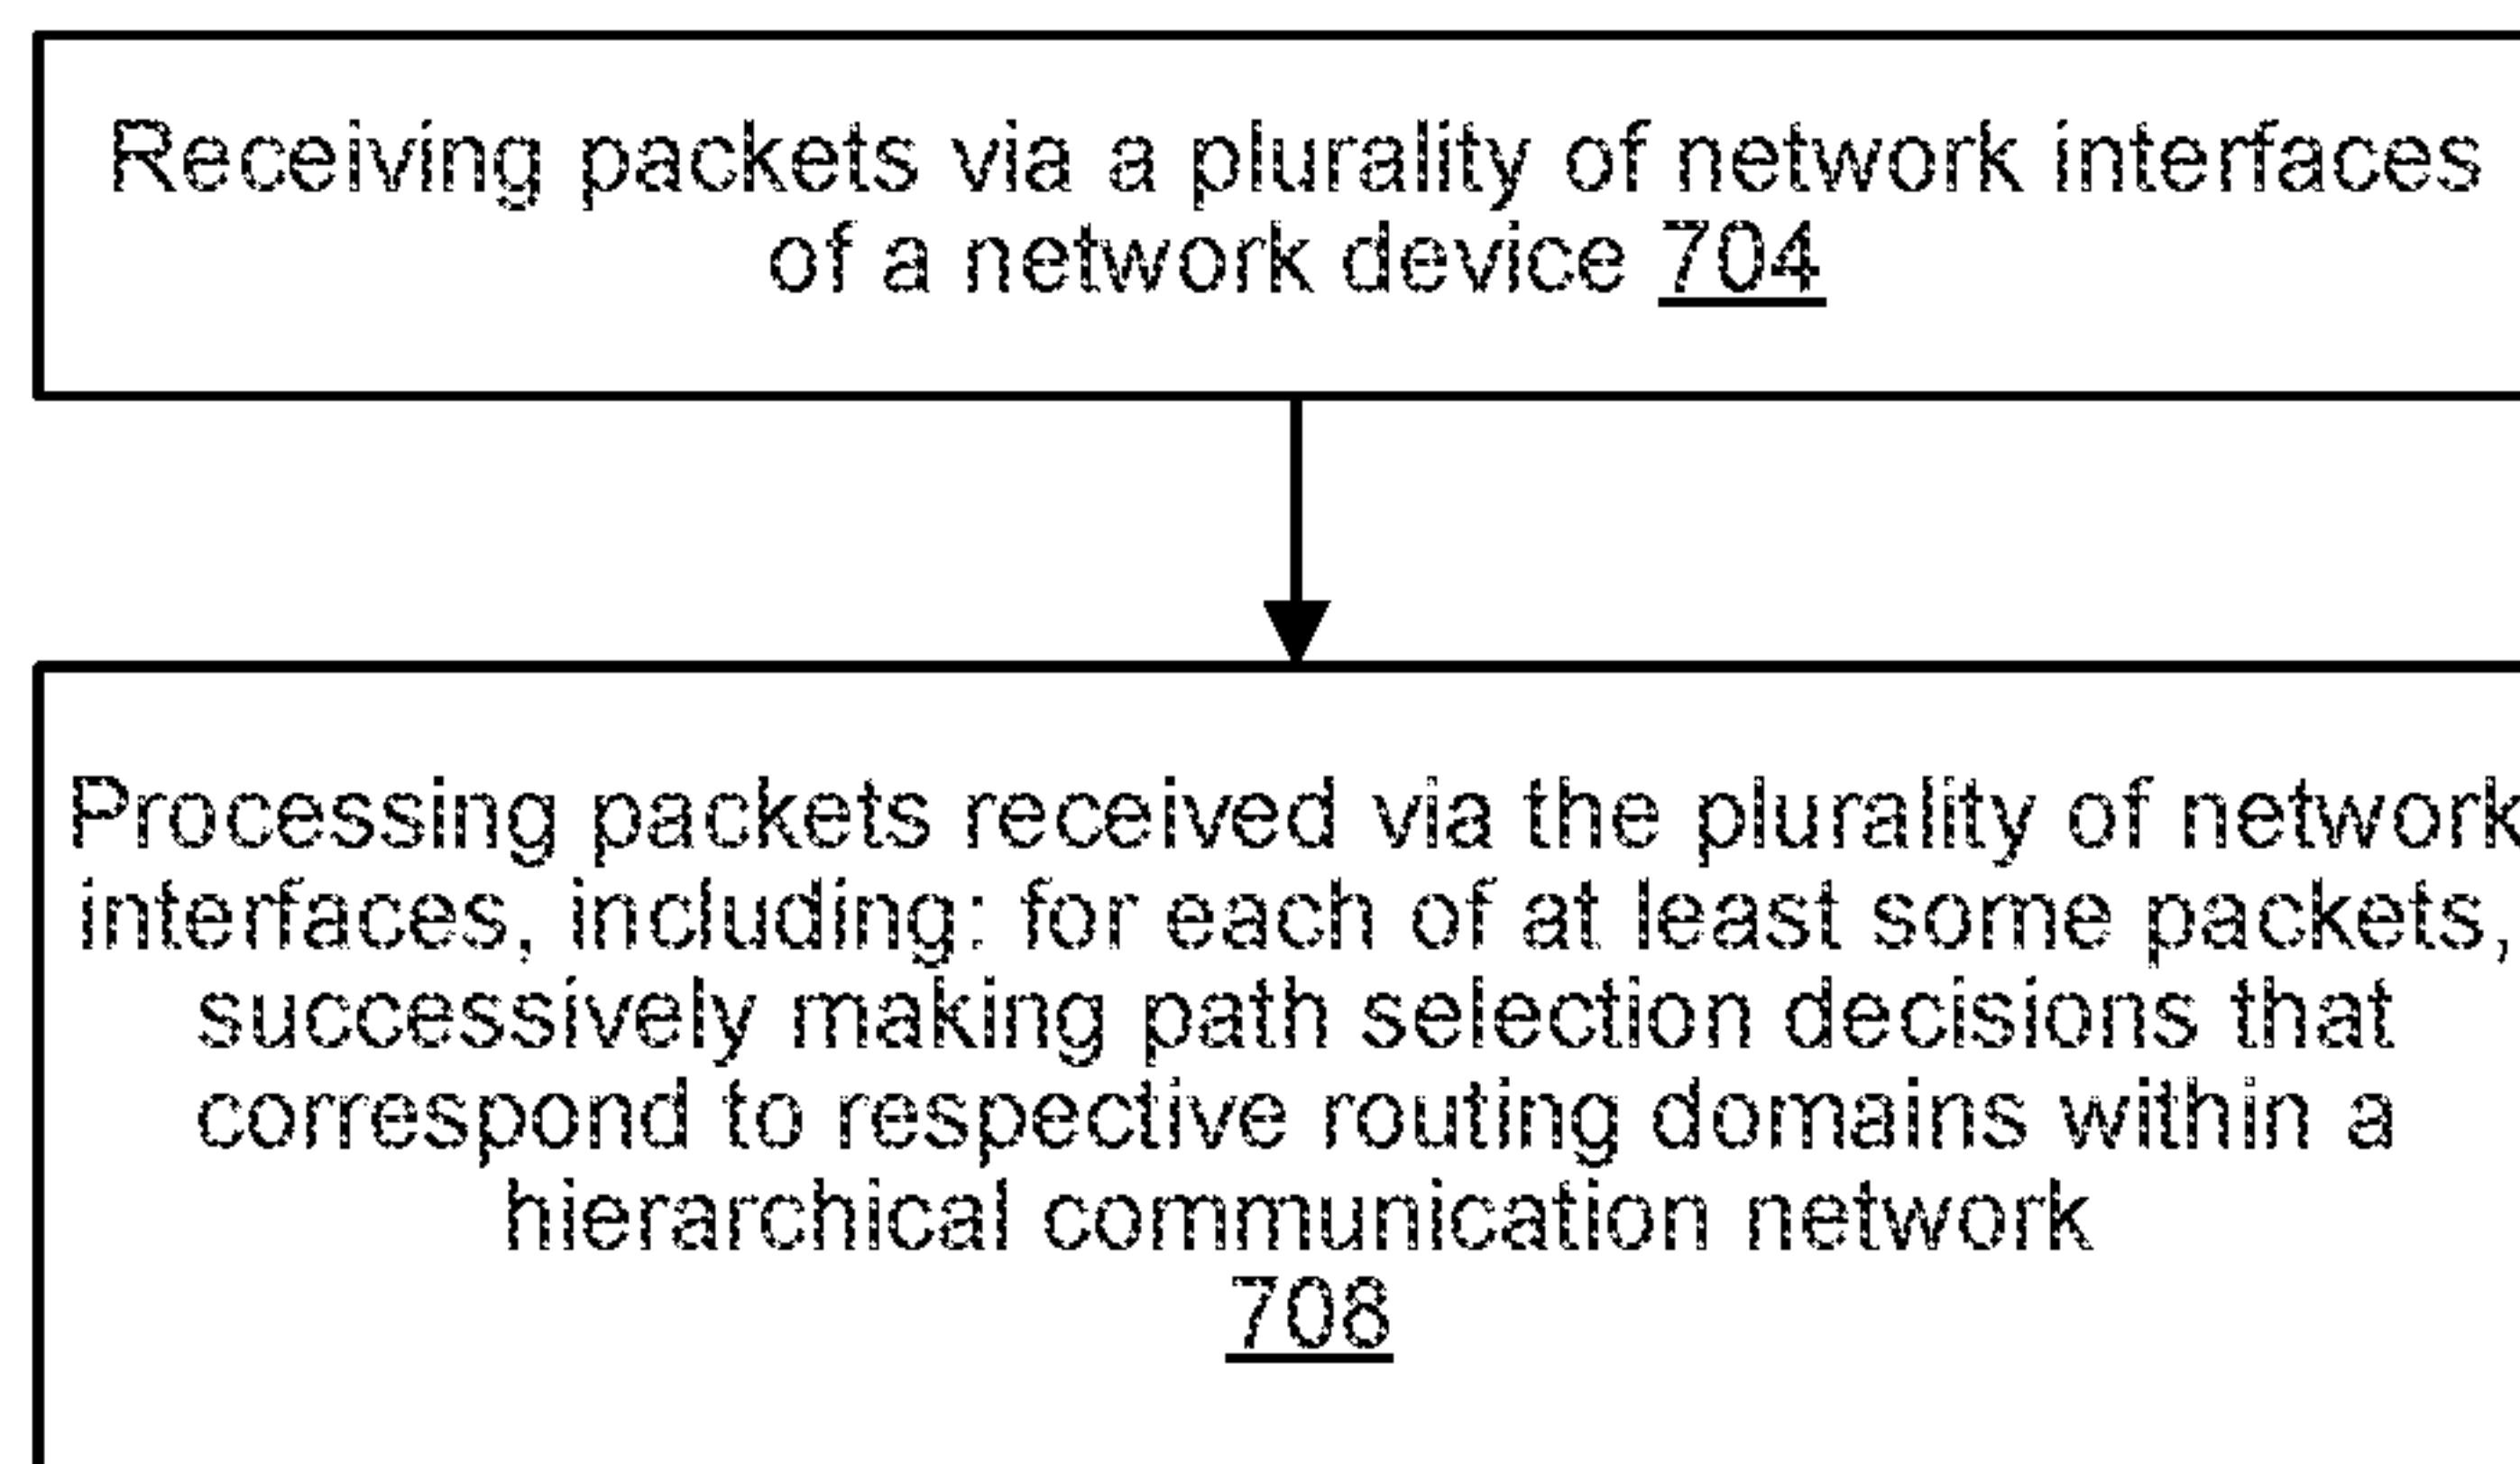 Receiving packets via a plurality of network interfaces
of a network device 704
Processing packets received via the plurality of network
interfaces, including: for each of at least some packets,
successively making path selection decisions that
correspond to respective routing domains within a
hierarchical communication network
708